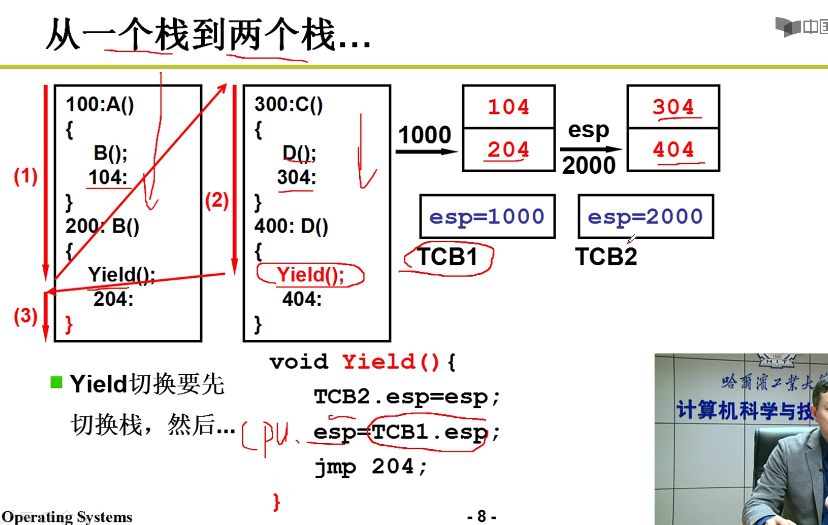 从一个栈到两个栈...
中国
100:A()
{
B();
104:
}
200: B()
{
Yield();
204:
}
(1)
(3)
300:C()
{
D();
304:
}
400: D()
{
Yield();
404:
}
(2)
1000
104
204
esp
2000
304
404
esp=1000
TCB1
esp=2000
TCB2
void Yield(){
TCB2.esp=esp;
esp=TCB1.esp;
jmp 204;
}
CPU.
■ Yield切换要先
切换栈，然后...
哈尔滨工业大
计算机科学与技
Operating Systems
- 8 -